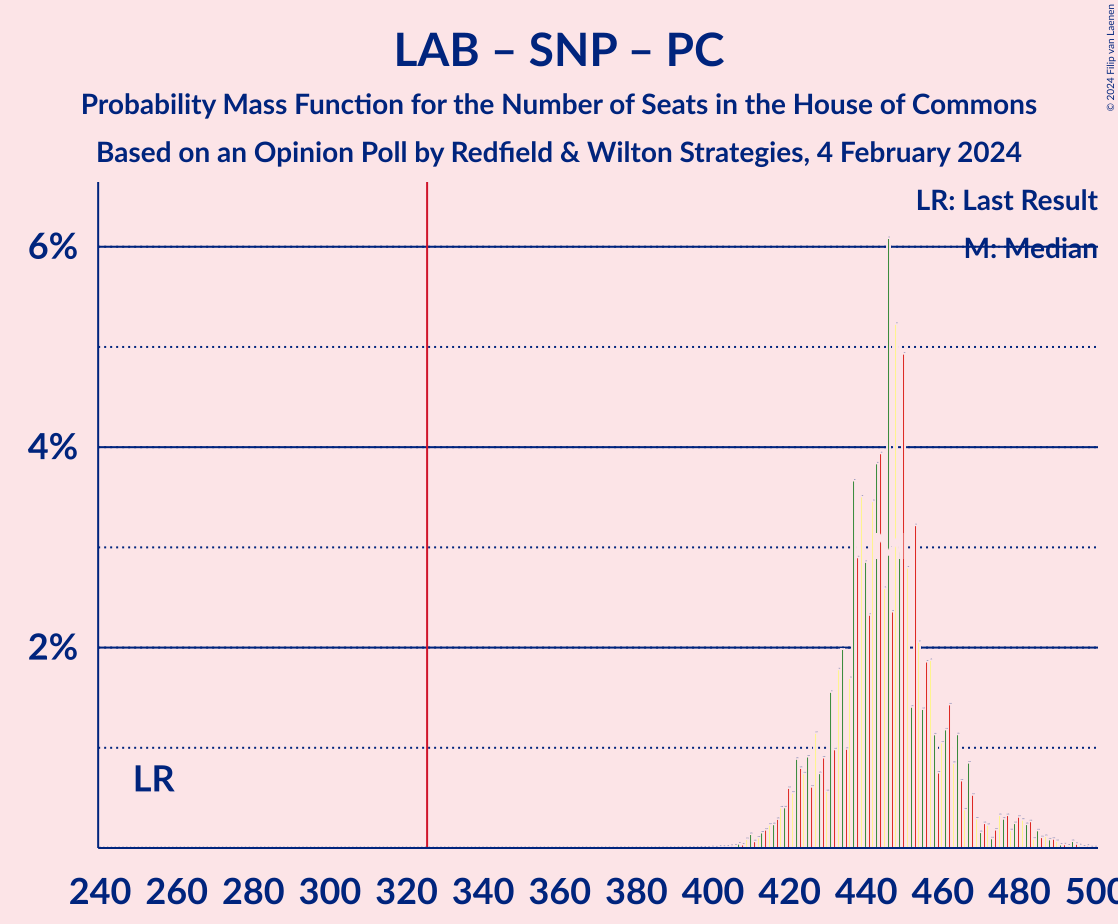 LAB – SNP – PC
Probability Mass Function for the Number of Seats in the House of Commons
Based on an Opinion Poll by Redfield & Wilton Strategies, 4 February 2024
© 2024 Filip van Laenen
LR: Last Result
M: Median
6%
4%
2%
LR
240 260 280 300 320 340 360 380 400 420 440 460 480 500